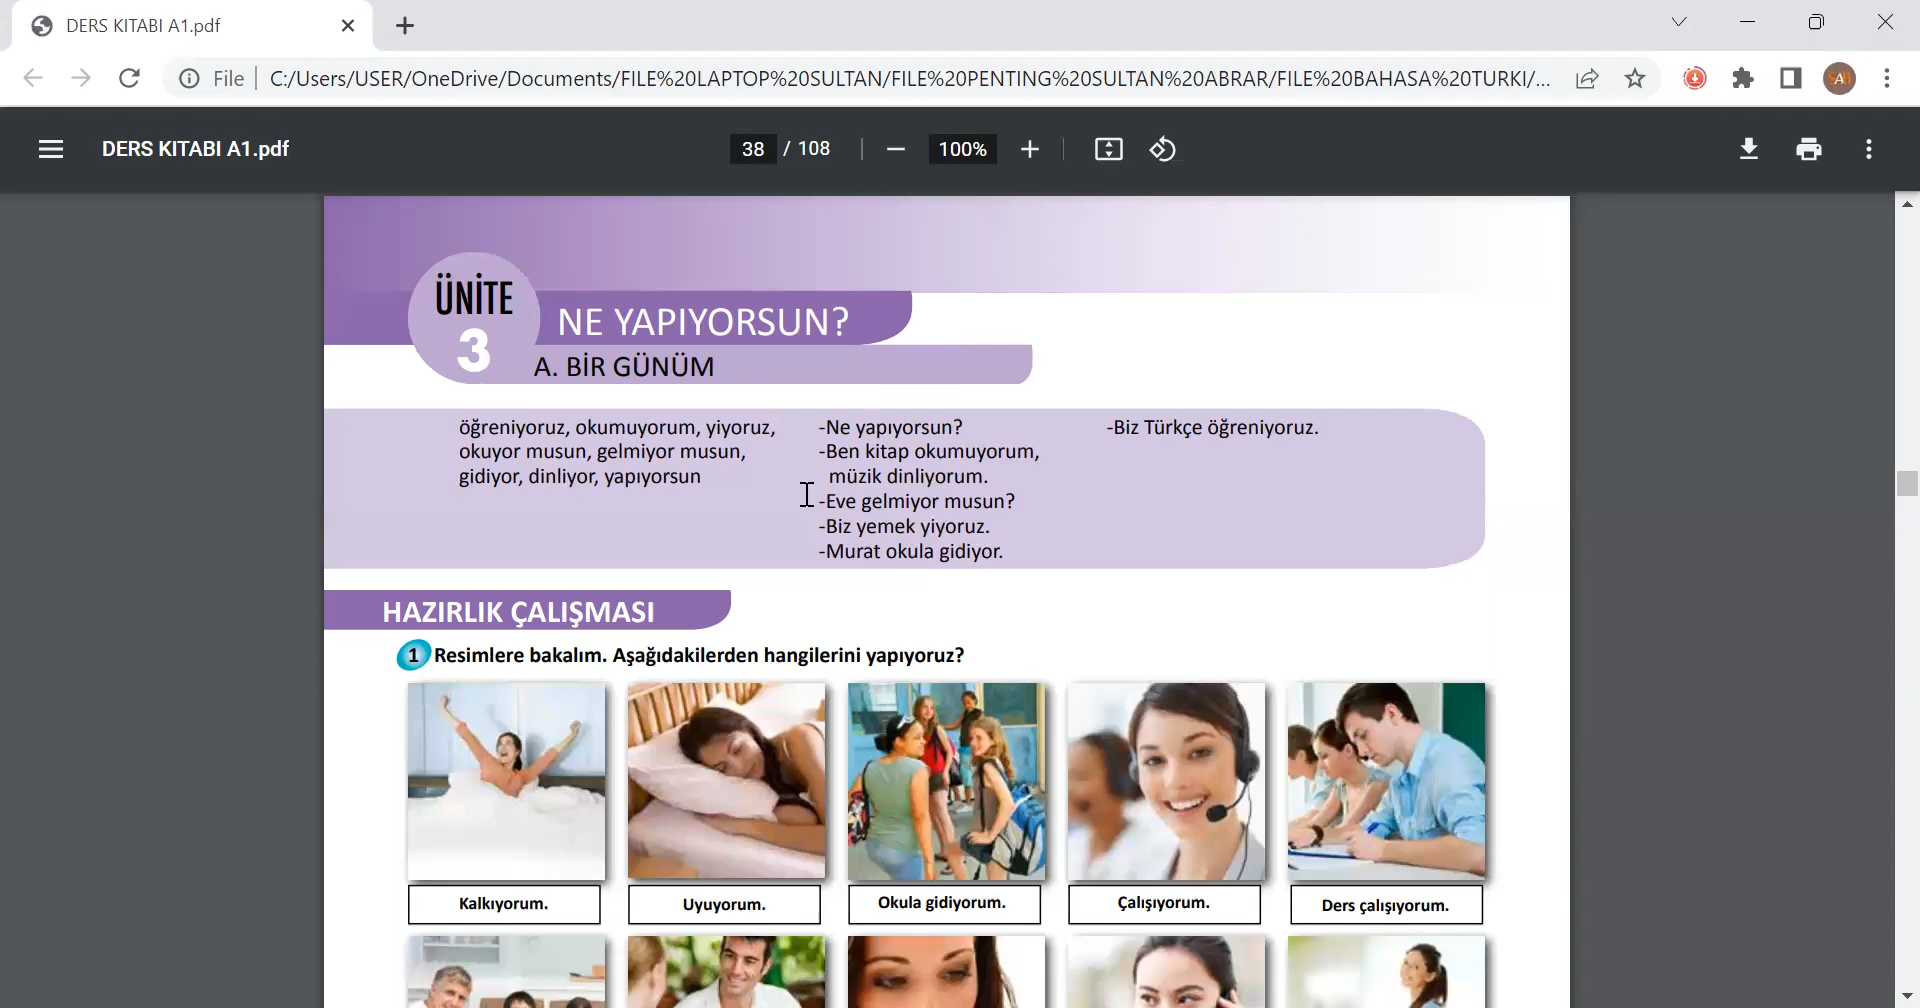 DERS KITABI A1.pdf
File
C:/Users/USER/OneDrive/Documents/FILE%20LAPTOP%20SULTAN/FILE%20PENTING%20SULTAN%20ABRAR/FILE%20BAHASA%20TURKI/...
DERS KITABI A1.pdf
38 / 108
100%
ÜNİTE
3
NE YAPIYORSUN?
A. BİR GÜNÜM
öğreniyoruz, okumuyorum, yiyoruz,
okuyor musun, gelmiyor musun,
gidiyor, dinliyor, yapıyorsun
-Ne yapıyorsun?
-Ben kitap okumuyorum,
müzik dinliyorum.
-Eve gelmiyor musun?
-Biz yemek yiyoruz.
-Murat okula gidiyor.
-Biz Türkçe öğreniyoruz.
HAZIRLIK ÇALIŞMASI
1 Resimlere bakalım. Aşağıdakilerden hangilerini yapıyoruz?
Kalkıyorum.
Uyuyorum.
Okula gidiyorum.
Çalışıyorum.
Ders çalışıyorum.